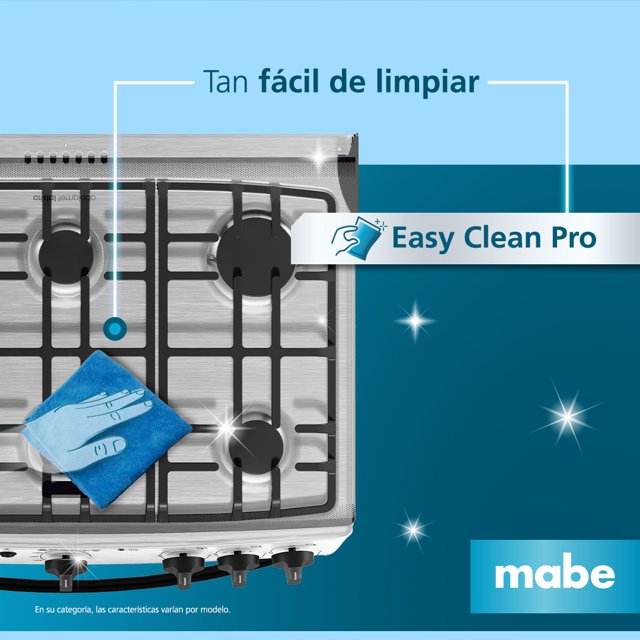 Tan fácil de limpiar
Easy Clean Pro
mabe
En su categoría, las características varían por modelo.